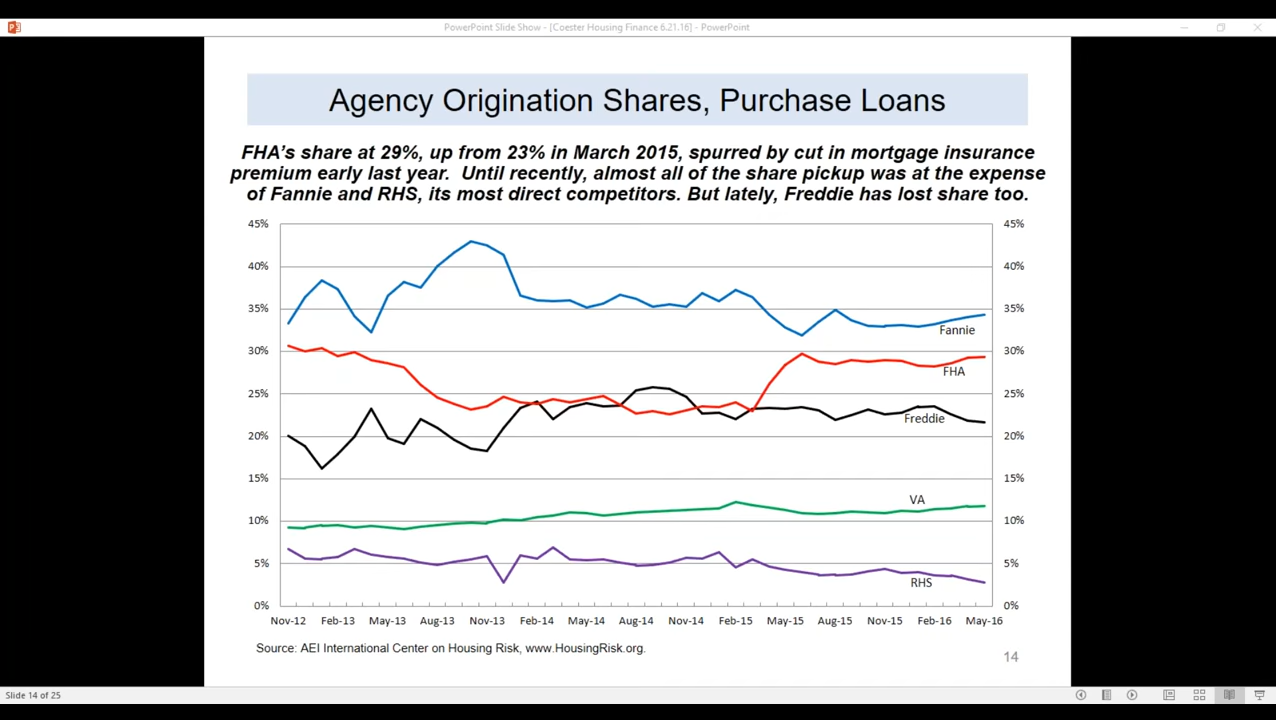 PowerPoint Slide Show - [Coester Housing Finance 6.21.16] - PowerPoint
Agency Origination Shares, Purchase Loans
FHA's share at 29%, up from 23% in March 2015, spurred by cut in mortgage insurance
premium early last year.  Until recently, almost all of the share pickup was at the expense
of Fannie and RHS, its most direct competitors. But lately, Freddie has lost share too.
45% 45%
40% 40%
35% 35%
Fannie
30% 30%
FHA
25% 25%
Freddie
20% 20%
15% 15%
VA
10% 10%
5% 5%
RHS
0% 0%
Nov-12 Feb-13 May-13 Aug-13 Nov-13 Feb-14 May-14 Aug-14 Nov-14 Feb-15 May-15 Aug-15 Nov-15 Feb-16 May-16
Source: AEI International Center on Housing Risk, www.HousingRisk.org.
14
Slide 14 of 25